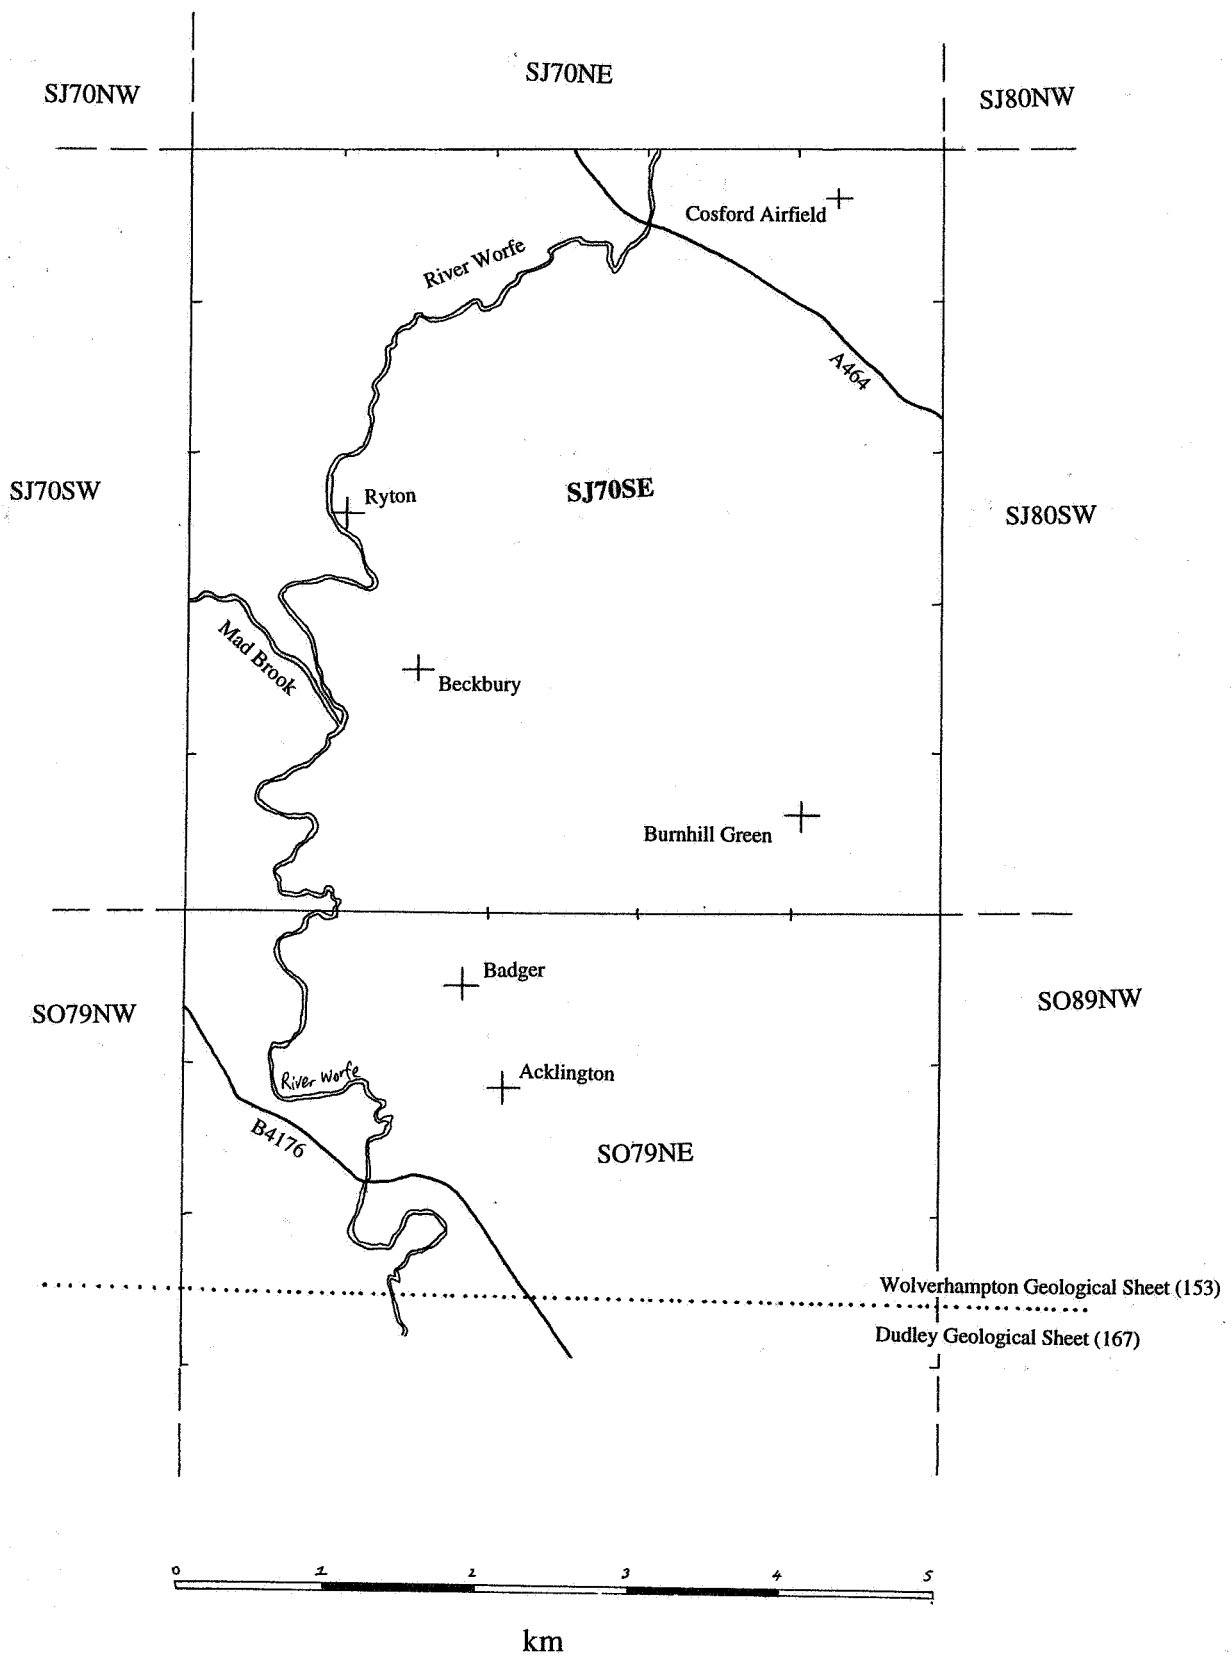 SJ70NE
SJ70NW
SJ80NW
Cosford Airfield
River Worfe
A464
SJ70SW
Ryton
SJ70SE
SJ80SW
Mad Brook
Beckbury
Burnhill Green
Badger
SO79NW
SO89NW
River Worfe
Acklington
B4176
SO79NE
Wolverhampton Geological Sheet (153)
Dudley Geological Sheet (167)
0 1 2 3 4 5
km